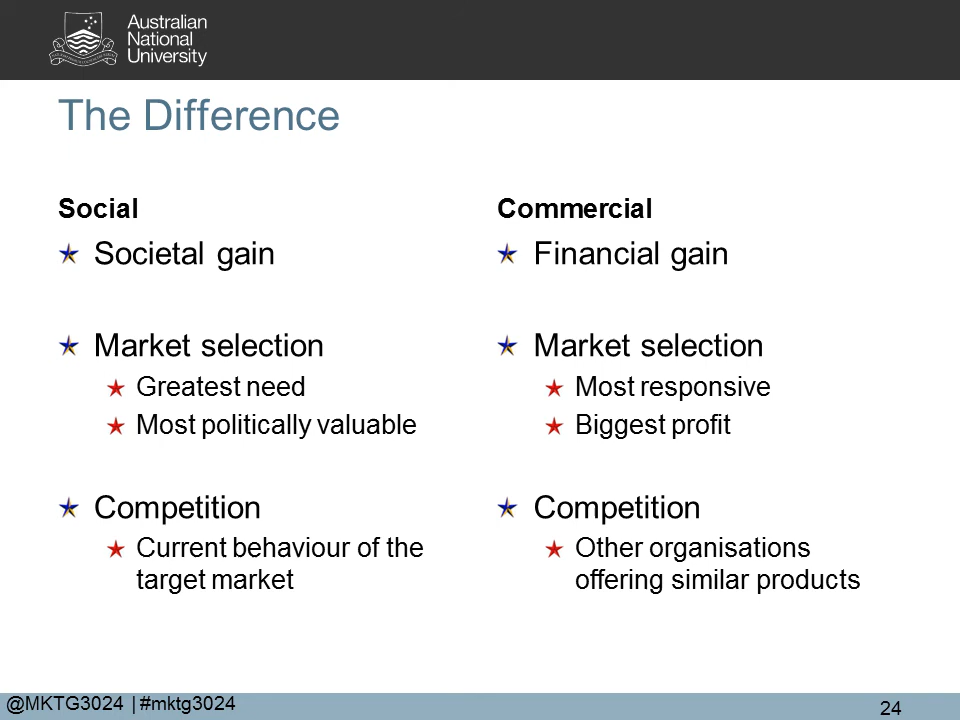 Australian
National
University
The Difference
Social
Societal gain
Market selection
Greatest need
Most politically valuable
Competition
Current behaviour of the
target market
Commercial
Financial gain
Market selection
Most responsive
Biggest profit
Competition
Other organisations
offering similar products
@MKTG3024 | #mktg3024
24